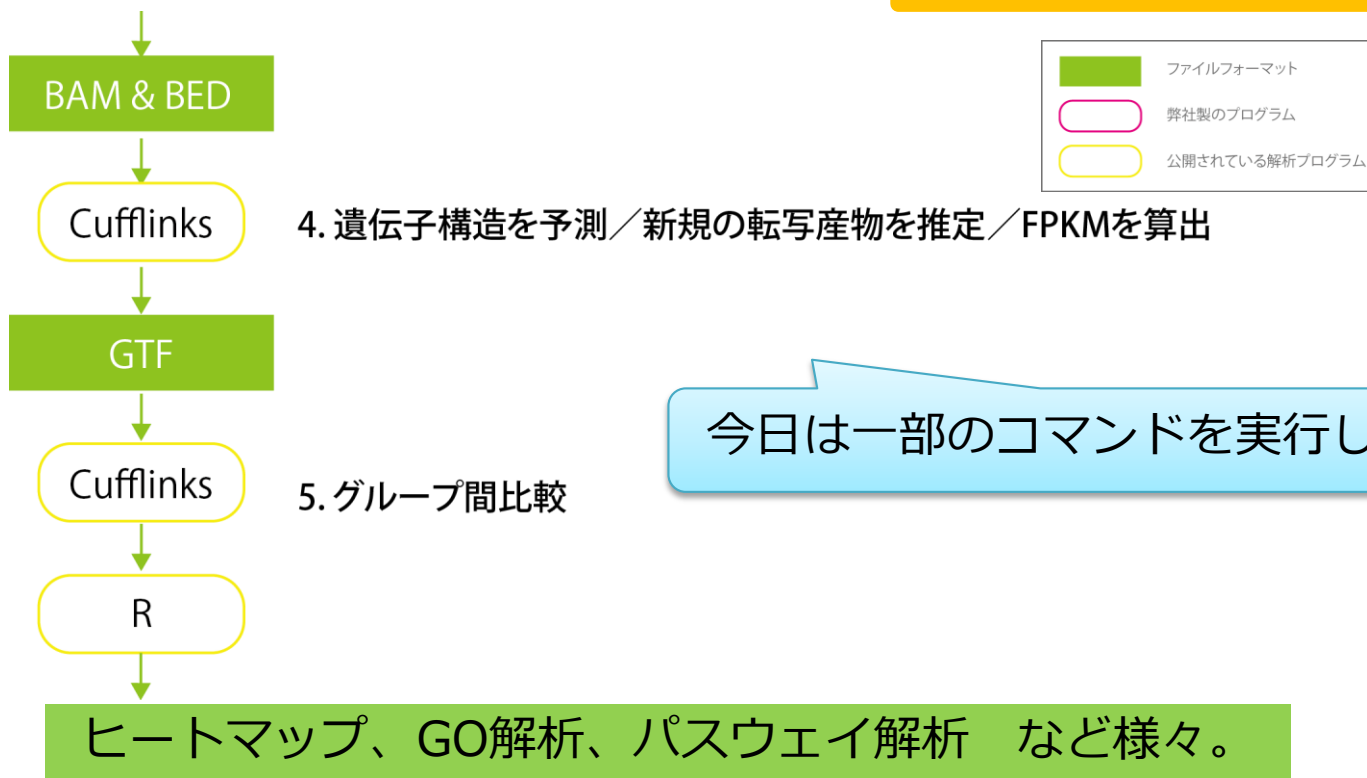 BAM & BED
ファイルフォーマット
弊社製のプログラム
公開されている解析プログラム
Cufflinks
4. 遺伝子構造を予測／新規の転写産物を推定／FPKMを算出
GTF
今日は一部のコマンドを実行し
Cufflinks
5. グループ間比較
R
ヒートマップ、GO解析、パスウェイ解析　など様々。